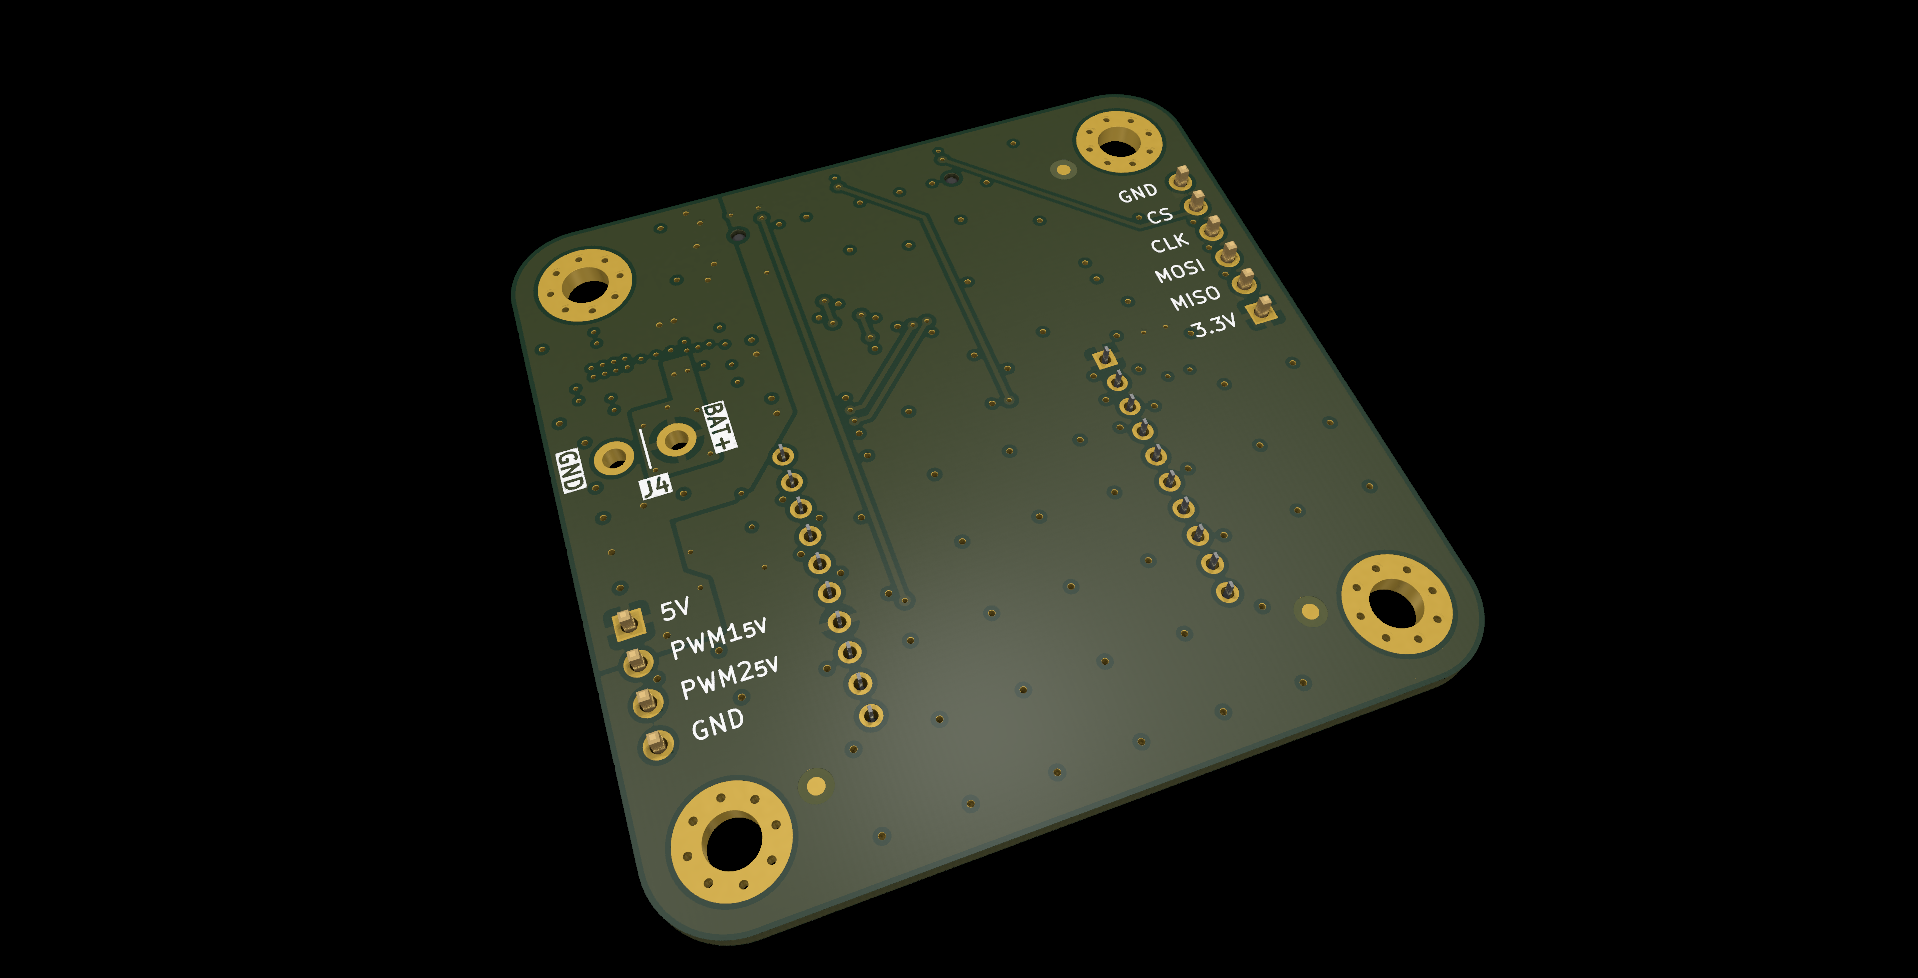 GND
CS
CLK
MOSI
MISO
3.3V
BAT+
GND
J4
5V
PWM15V
PWM25V
GND